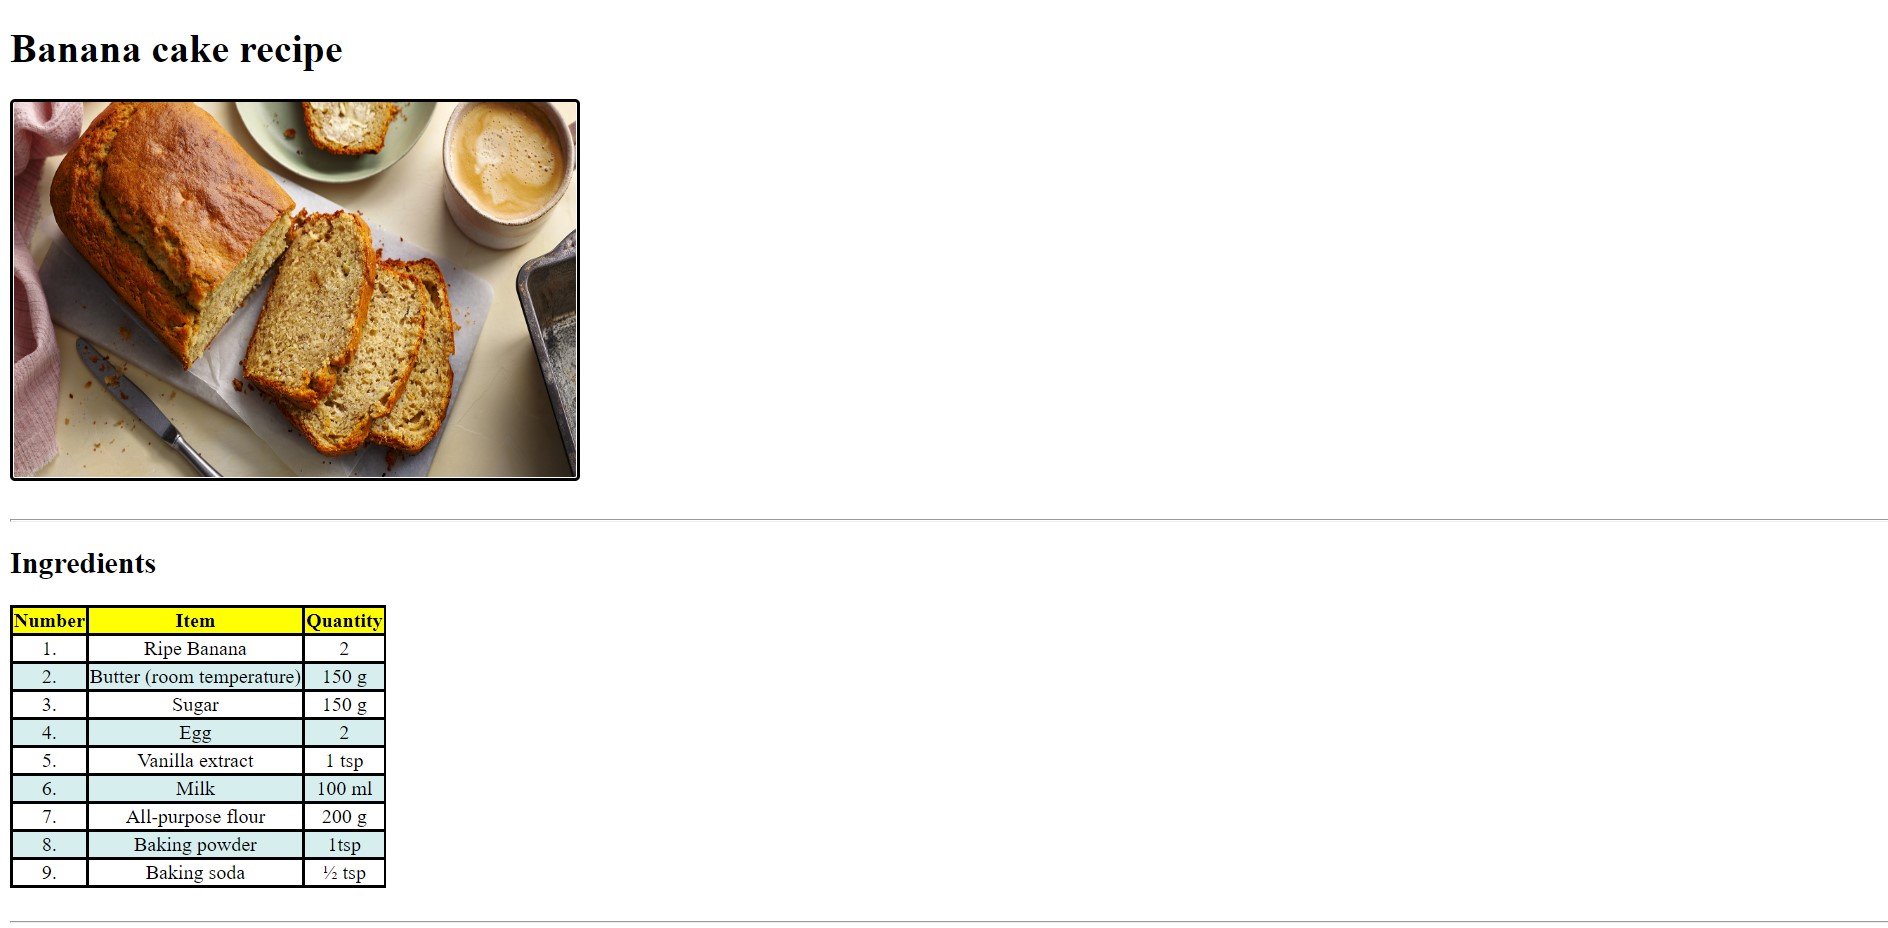 Banana cake recipe
Ingredients
Number Item Quantity
1. Ripe Banana 2
2. Butter (room temperature) 150 g
3. Sugar 150 g
4. Egg 2
5. Vanilla extract 1 tsp
6. Milk 100 ml
7. All-purpose flour 200 g
8. Baking powder 1tsp
9. Baking soda ½ tsp